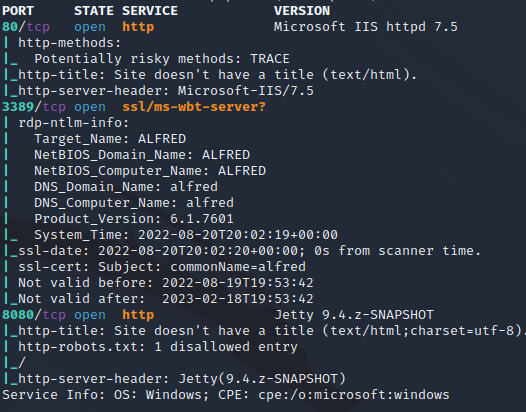 PORT     STATE SERVICE            VERSION
80/tcp   open  http               Microsoft IIS httpd 7.5
| http-methods:
|_  Potentially risky methods: TRACE
|_http-title: Site doesn't have a title (text/html).
|_http-server-header: Microsoft-IIS/7.5
3389/tcp open  ssl/ms-wbt-server?
| rdp-ntlm-info:
|   Target_Name: ALFRED
|   NetBIOS_Domain_Name: ALFRED
|   NetBIOS_Computer_Name: ALFRED
|   DNS_Domain_Name: alfred
|   DNS_Computer_Name: alfred
|   Product_Version: 6.1.7601
|_  System_Time: 2022-08-20T20:02:19+00:00
|_ssl-date: 2022-08-20T20:02:20+00:00; 0s from scanner time.
| ssl-cert: Subject: commonName=alfred
| Not valid before: 2022-08-19T19:53:42
|_Not valid after:  2023-02-18T19:53:42
8080/tcp open  http               Jetty 9.4.z-SNAPSHOT
|_http-title: Site doesn't have a title (text/html;charset=utf-8).
| http-robots.txt: 1 disallowed entry
|_/
|_http-server-header: Jetty(9.4.z-SNAPSHOT)
Service Info: OS: Windows; CPE: cpe:/o:microsoft:windows